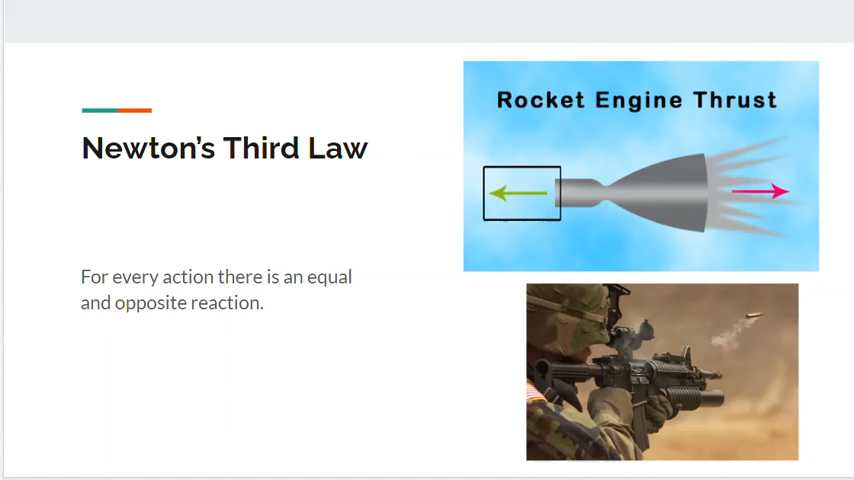 Newton's Third Law
For every action there is an equal
and opposite reaction.
Rocket Engine Thrust